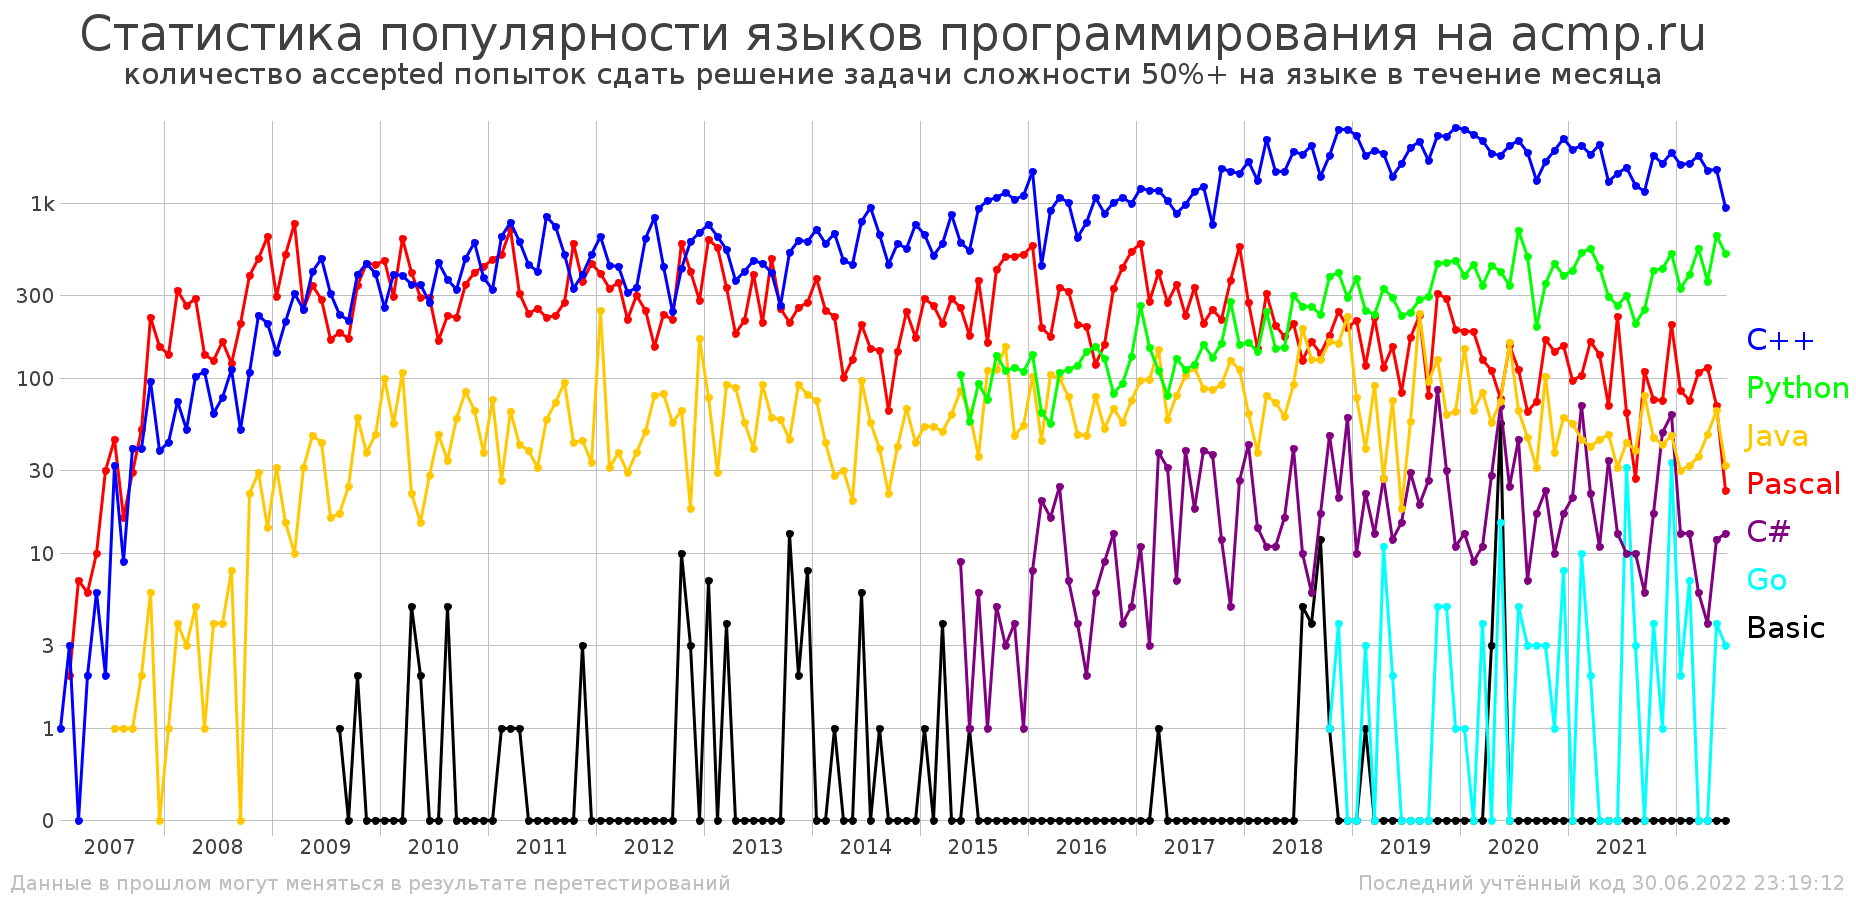 Статистика популярности языков программирования на acmp.ru
количество accepted попыток сдать решение задачи сложности 50%+ на языке в течение месяца
1k
300
100
30
10
3
1
0
C++
Python
Java
Pascal
C#
Go
Basic
2007 2008 2009 2010 2011 2012 2013 2014 2015 2016 2017 2018 2019 2020 2021
Данные в прошлом могут меняться в результате перетестирований
Последний учтённый код 30.06.2022 23:19:12